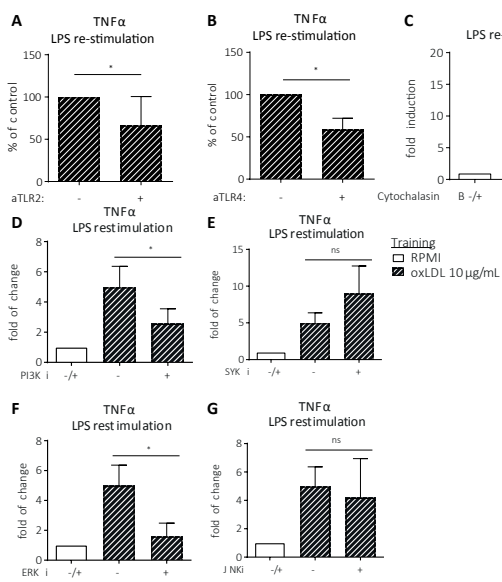 A
TNFα
LPS re-stimulation
*
% of control
150
100
50
0
aTLR2: - +
B
TNFα
LPS re-stimulation
*
% of control
150
100
50
0
aTLR4: - +
C
LPS re
fold induction
20
15
10
5
0
Cytochalasin B -/+
D
TNFα
LPS restimulation
*
fold of change
8
6
4
2
0
PI3K i -/+ - +
E
TNFα
LPS restimulation
ns
fold of change
15
10
5
0
SYK i -/+ - +
Training
RPMI
oxLDL 10 µg/mL
F
TNFα
LPS restimulation
*
fold of change
8
6
4
2
0
ERK i -/+ - +
G
TNFα
LPS restimulation
ns
fold of change
8
6
4
2
0
J NKi -/+ - +